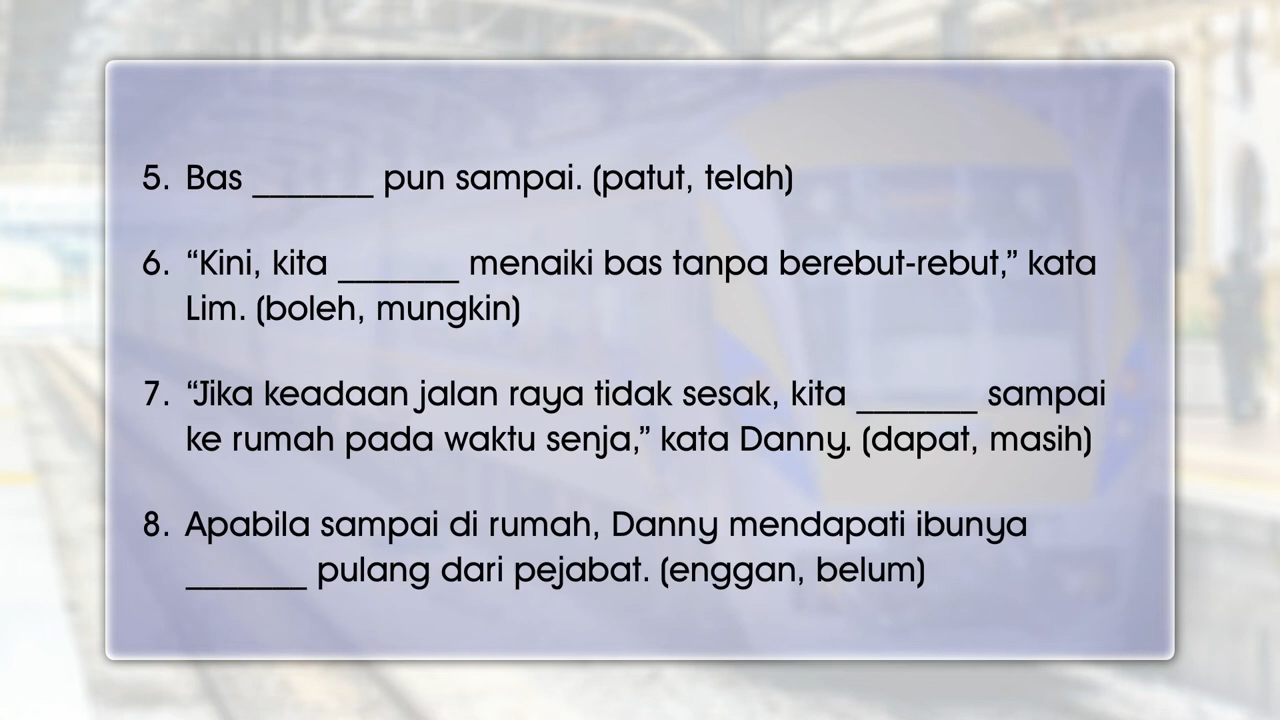 5. Bas _______ pun sampai. (patut, telah)
6. “Kini, kita _______ menaiki bas tanpa berebut-rebut,” kata
Lim. (boleh, mungkin)
7. “Jika keadaan jalan raya tidak sesak, kita _______ sampai
ke rumah pada waktu senja,” kata Danny. (dapat, masih)
8. Apabila sampai di rumah, Danny mendapati ibunya
_______ pulang dari pejabat. (enggan, belum)